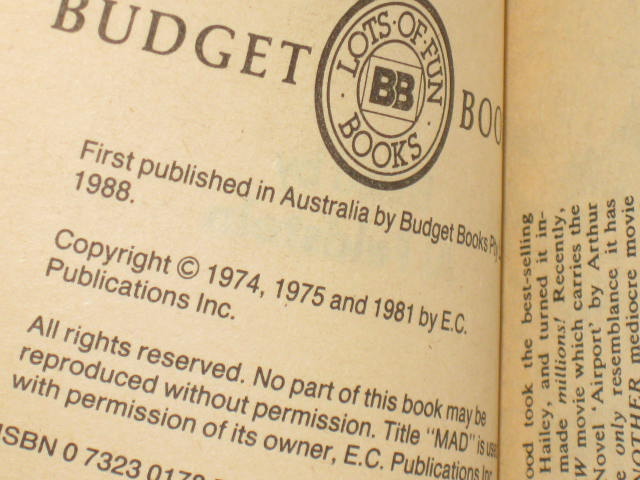 BUDGET
LOTS·OF·FUN
BB
BOOKS
First published in Australia by Budget Books
1988.
Copyright © 1974, 1975 and 1981 by E.C.
Publications Inc.
All rights reserved. No part of this book may be
reproduced without permission. Title "MAD" is
with permission of its owner, E.C. Publications
ISBN 0 7323
took the best-selling
Hailey, and turned it in-
made millions! Recently,
movie which carries the
Novel 'Airport' by Arthur
only resemblance it has
mediocre movie